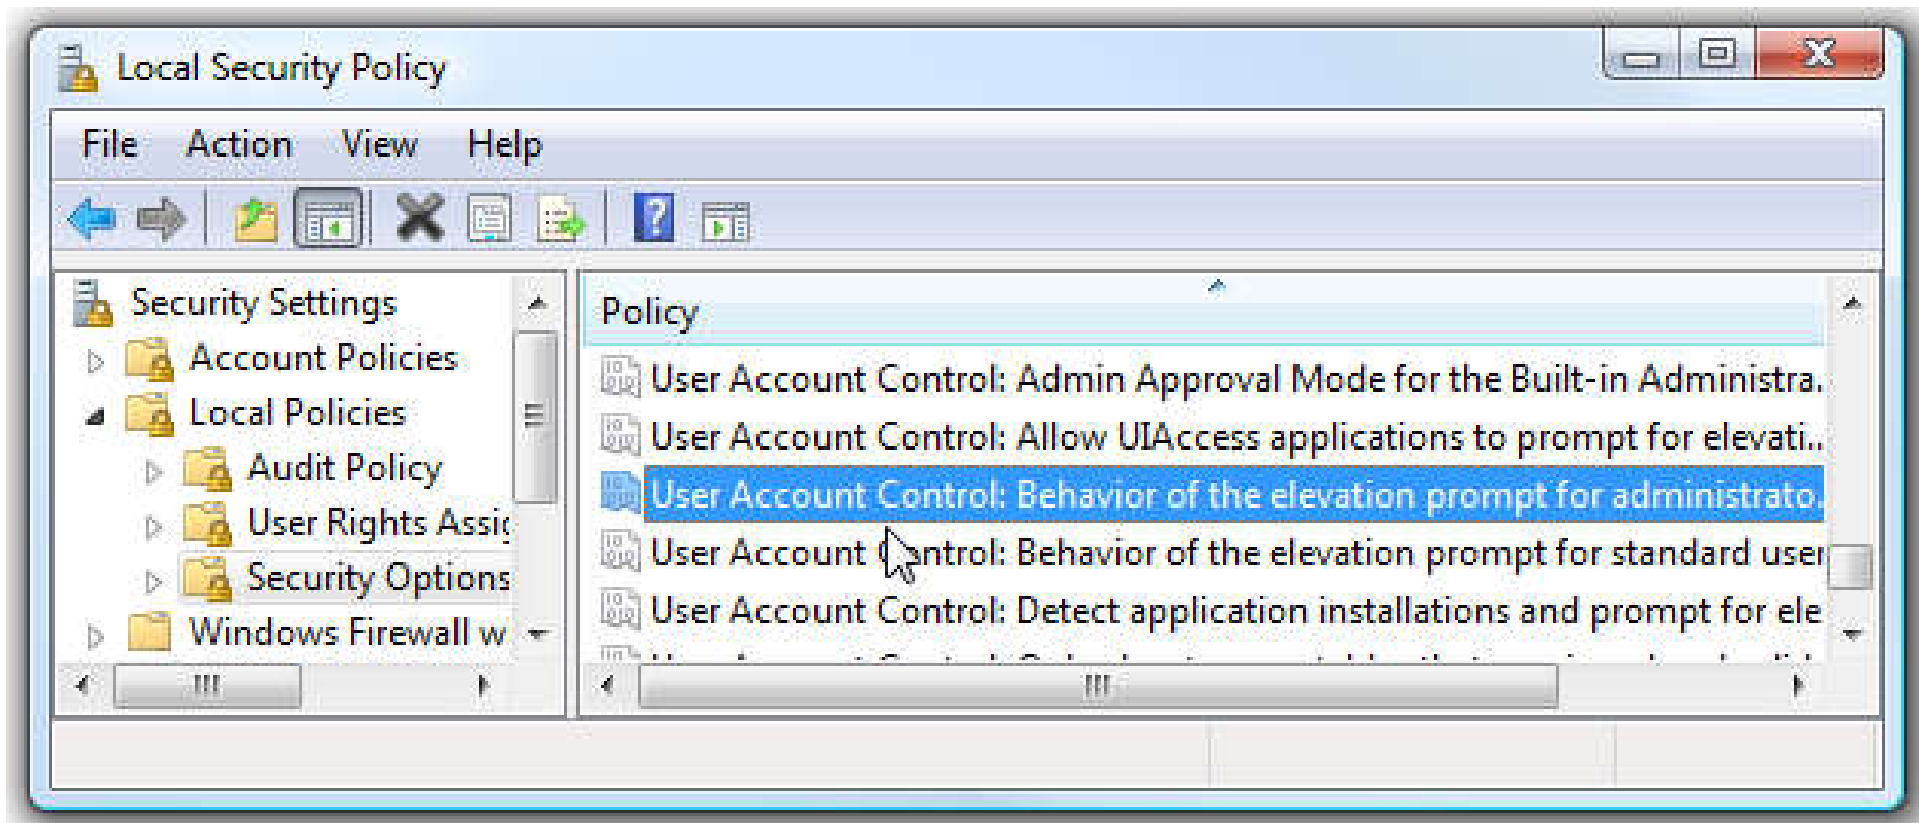 Local Security Policy
File Action View Help
Security Settings
Account Policies
Local Policies
Audit Policy
User Rights Assig
Security Options
Windows Firewall w
Policy
User Account Control: Admin Approval Mode for the Built-in Administra.
User Account Control: Allow UIAccess applications to prompt for elevati..
User Account Control: Behavior of the elevation prompt for administrato.
User Account Control: Behavior of the elevation prompt for standard user
User Account Control: Detect application installations and prompt for ele